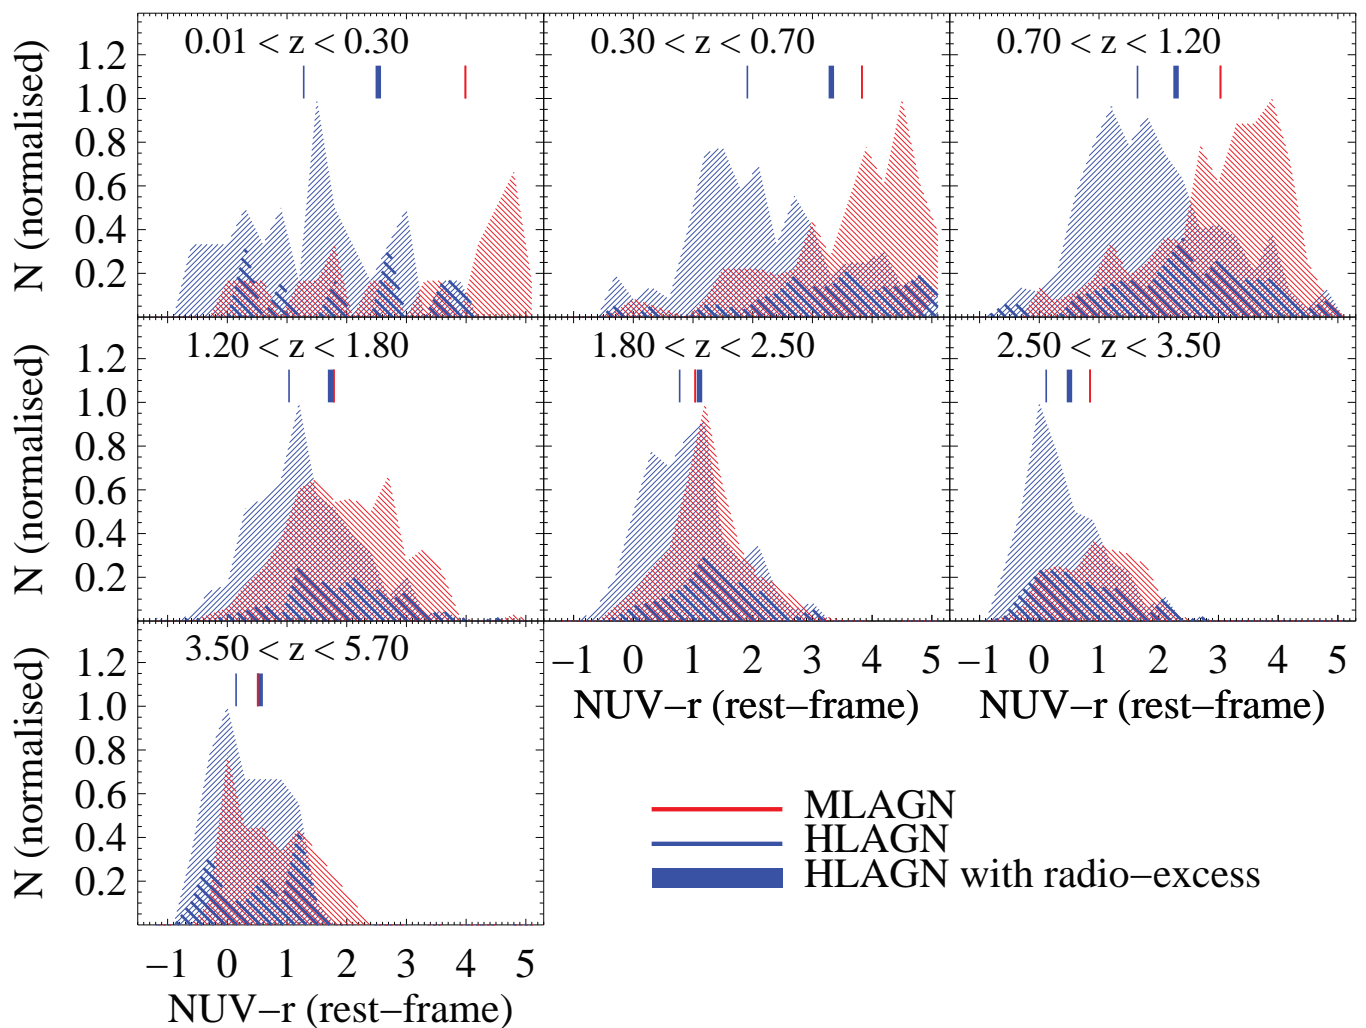 0.01 < z < 0.30
0.30 < z < 0.70
0.70 < z < 1.20
N (normalised)
1.2
1.0
0.8
0.6
0.4
0.2
1.20 < z < 1.80
1.80 < z < 2.50
2.50 < z < 3.50
N (normalised)
1.2
1.0
0.8
0.6
0.4
0.2
−1 0 1 2 3 4 5
NUV−r (rest−frame)
−1 0 1 2 3 4 5
NUV−r (rest−frame)
3.50 < z < 5.70
N (normalised)
1.2
1.0
0.8
0.6
0.4
0.2
−1 0 1 2 3 4 5
NUV−r (rest−frame)
MLAGN
HLAGN
HLAGN with radio−excess